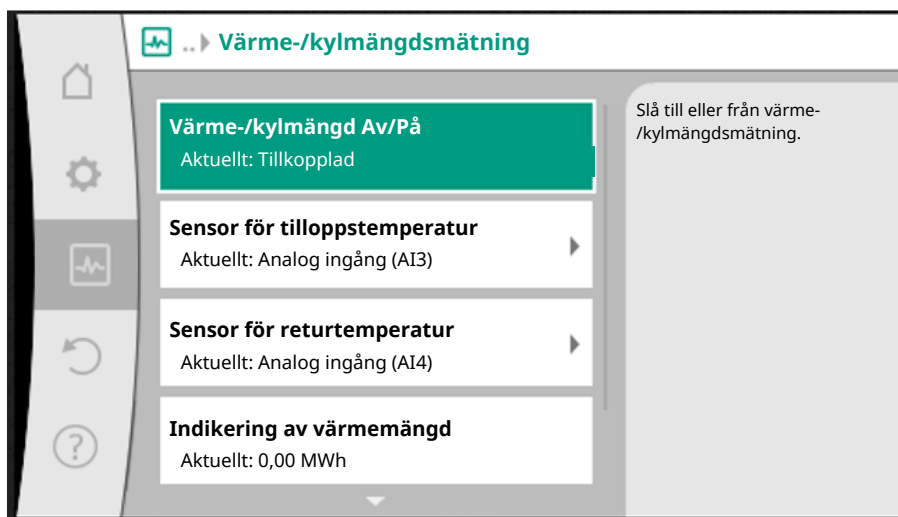 .. Värme-/kylmängdsmätning
Värme-/kylmängd Av/På
Aktuellt: Tillkopplad
Sensor för tilloppstemperatur
Aktuellt: Analog ingång (AI3)
Sensor för returtemperatur
Aktuellt: Analog ingång (AI4)
Indikering av värmemängd
Aktuellt: 0,00 MWh
Slå till eller från värme-
/kylmängdsmätning.
?